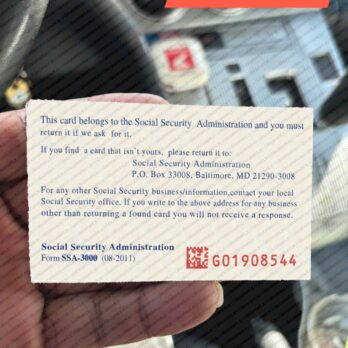 This card belongs to the Social Security Administration and you must
return it if we ask for it.
If you find a card that isn't yours, please return it to:
Social Security Administration
P.O. Box 33008, Baltimore, MD 21290-3008
For any other Social Security business/information, contact your local
Social Security office. If you write to the above address for any business
other than returning a found card you will not receive a response.
Social Security Administration
Form SSA-3000 (08-2011)
G01908544